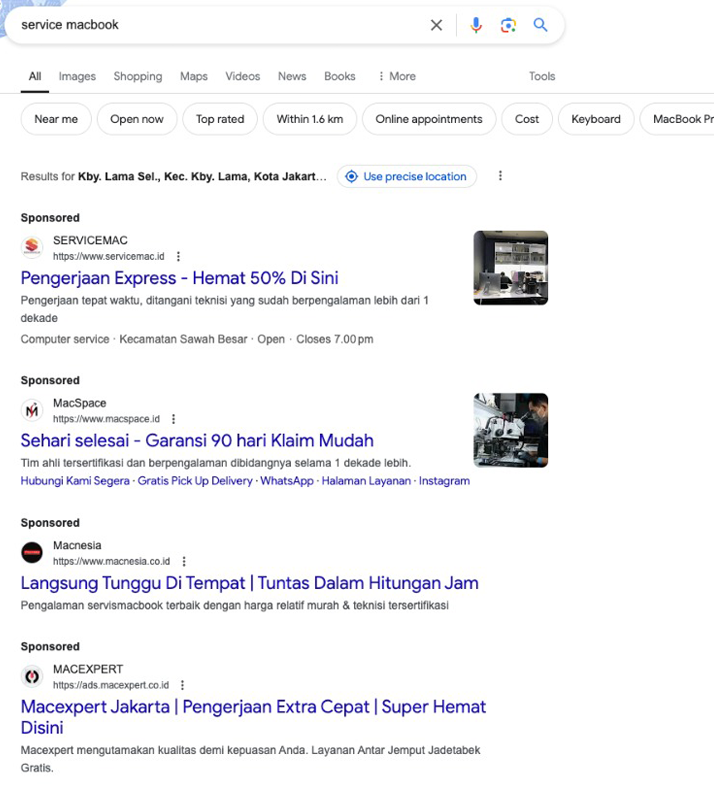 service macbook
All Images Shopping Maps Videos News Books More Tools
Near me Open now Top rated Within 1.6 km Online appointments Cost Keyboard MacBook Pr
Results for Kby. Lama Sel., Kec. Kby. Lama, Kota Jakart... Use precise location
Sponsored
SERVICEMAC
https://www.servicemac.id
Pengerjaan Express - Hemat 50% Di Sini
Pengerjaan tepat waktu, ditangani teknisi yang sudah berpengalaman lebih dari 1
dekade
Computer service · Kecamatan Sawah Besar · Open · Closes 7.00 pm
Sponsored
MacSpace
https://www.macspace.id
Sehari selesai - Garansi 90 hari Klaim Mudah
Tim ahli tersertifikasi dan berpengalaman dibidangnya selama 1 dekade lebih.
Hubungi Kami Segera · Gratis Pick Up Delivery · WhatsApp · Halaman Layanan · Instagram
Sponsored
Macnesia
https://www.macnesia.co.id
Langsung Tunggu Di Tempat | Tuntas Dalam Hitungan Jam
Pengalaman servismacbook terbaik dengan harga relatif murah & teknisi tersertifikasi
Sponsored
MACEXPERT
https://ads.macexpert.co.id
Macexpert Jakarta | Pengerjaan Extra Cepat | Super Hemat
Disini
Macexpert mengutamakan kualitas demi kepuasan Anda. Layanan Antar Jemput Jadetabek
Gratis.